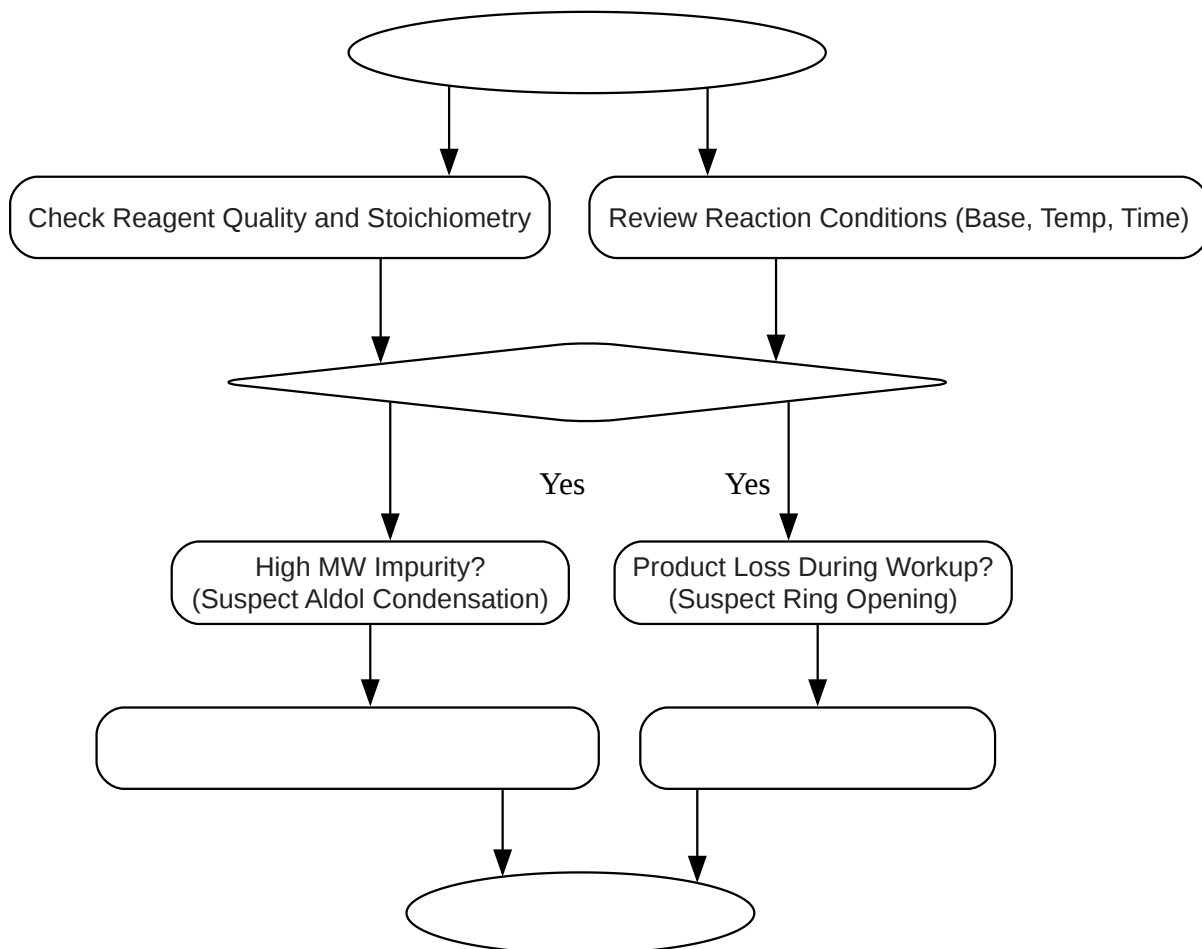 Check Reagent Quality and Stoichiometry
Review Reaction Conditions (Base, Temp, Time)
Yes
Yes
High MW Impurity?
(Suspect Aldol Condensation)
Product Loss During Workup?
(Suspect Ring Opening)